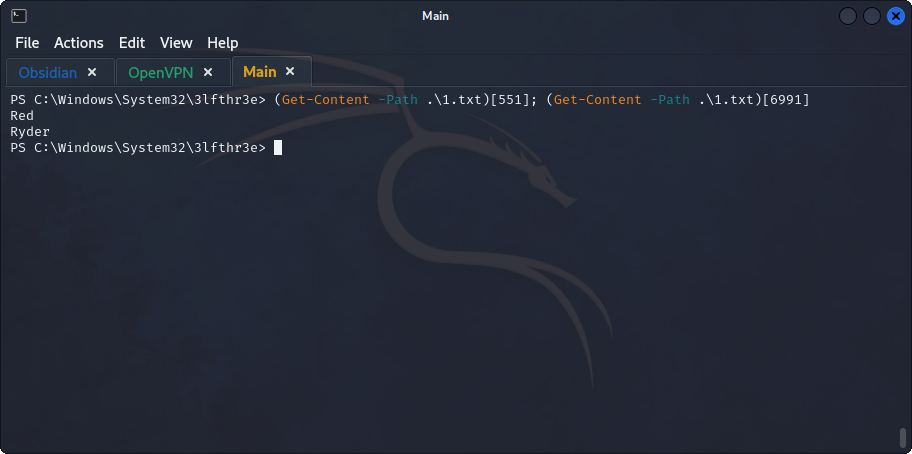 Main
File Actions Edit View Help
Obsidian × OpenVPN × Main ×
PS C:\Windows\System32\3lfthr3e> (Get-Content -Path .\1.txt)[551]; (Get-Content -Path .\1.txt)[6991]
Red
Ryder
PS C:\Windows\System32\3lfthr3e>